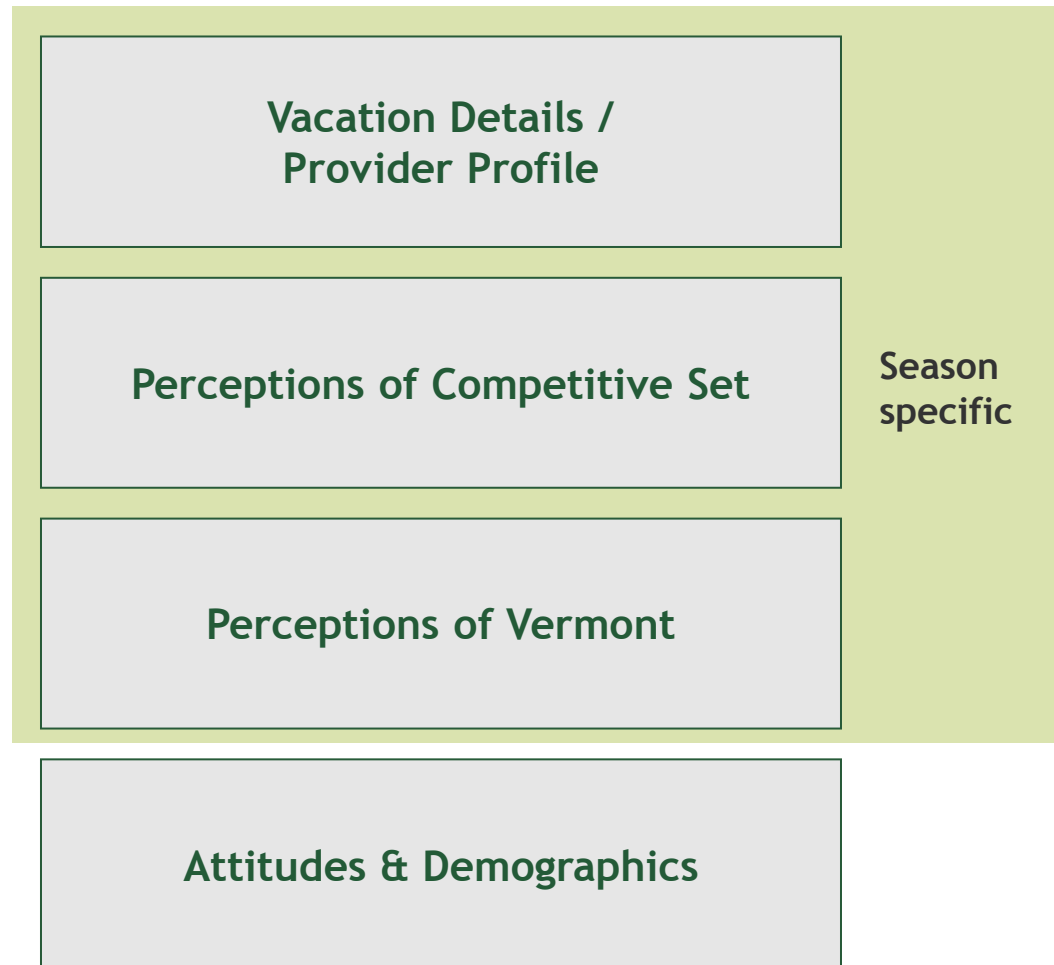 Vacation Details /
Provider Profile
Perceptions of Competitive Set
Season
specific
Perceptions of Vermont
Attitudes & Demographics